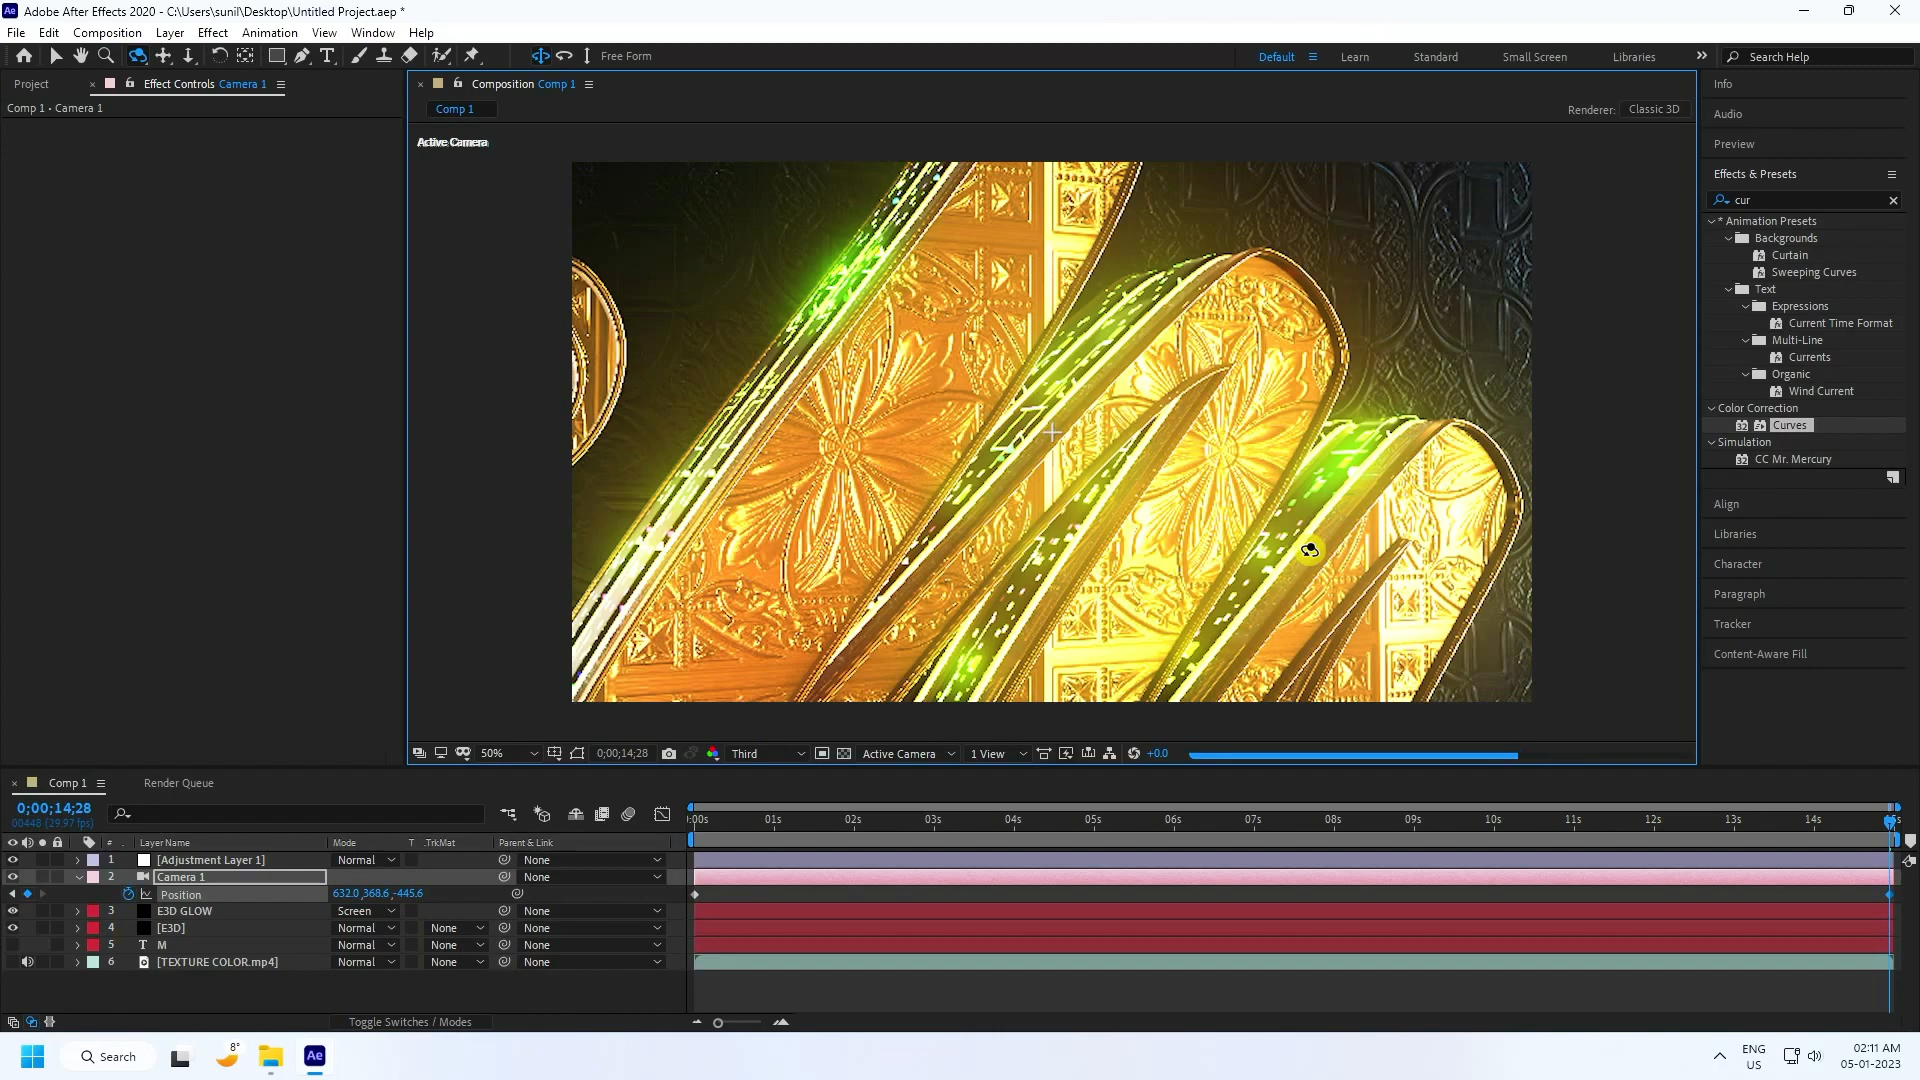 Adobe After Effects 2020 - C:\Users\sunil\Desktop\Untitled Project.aep *
File Edit Composition Layer Effect Animation View Window Help
Free Form
Default Learn Standard Small Screen Libraries Search Help
Project Effect Controls Camera 1
Comp 1 • Camera 1
Composition Comp 1
Comp 1
Renderer: Classic 3D
Active Camera
Info
Audio
Preview
Effects & Presets
cur
* Animation Presets
Backgrounds
Curtain
Sweeping Curves
Text
Expressions
Current Time Format
Multi-Line
Currents
Organic
Wind Current
Color Correction
Curves
Simulation
CC Mr. Mercury
Align
Libraries
Character
Paragraph
Tracker
Content-Aware Fill
50% 0;00;14;28 Third Active Camera 1 View +0.0
Comp 1 Render Queue
0;00;14;28
00448 (29.97 fps)
:00s 01s 02s 03s 04s 05s 06s 07s 08s 09s 10s 11s 12s 13s 14s
# Layer Name Mode T .TrkMat Parent & Link
1 [Adjustment Layer 1] Normal None
2 Camera 1 None
Position 632.0,368.6,-445.6
3 E3D GLOW Screen None
4 [E3D] Normal None None
5 T M Normal None None
6 [TEXTURE COLOR.mp4] Normal None None
Toggle Switches / Modes
Search
8°
Ae
ENG
US
02:11 AM
05-01-2023